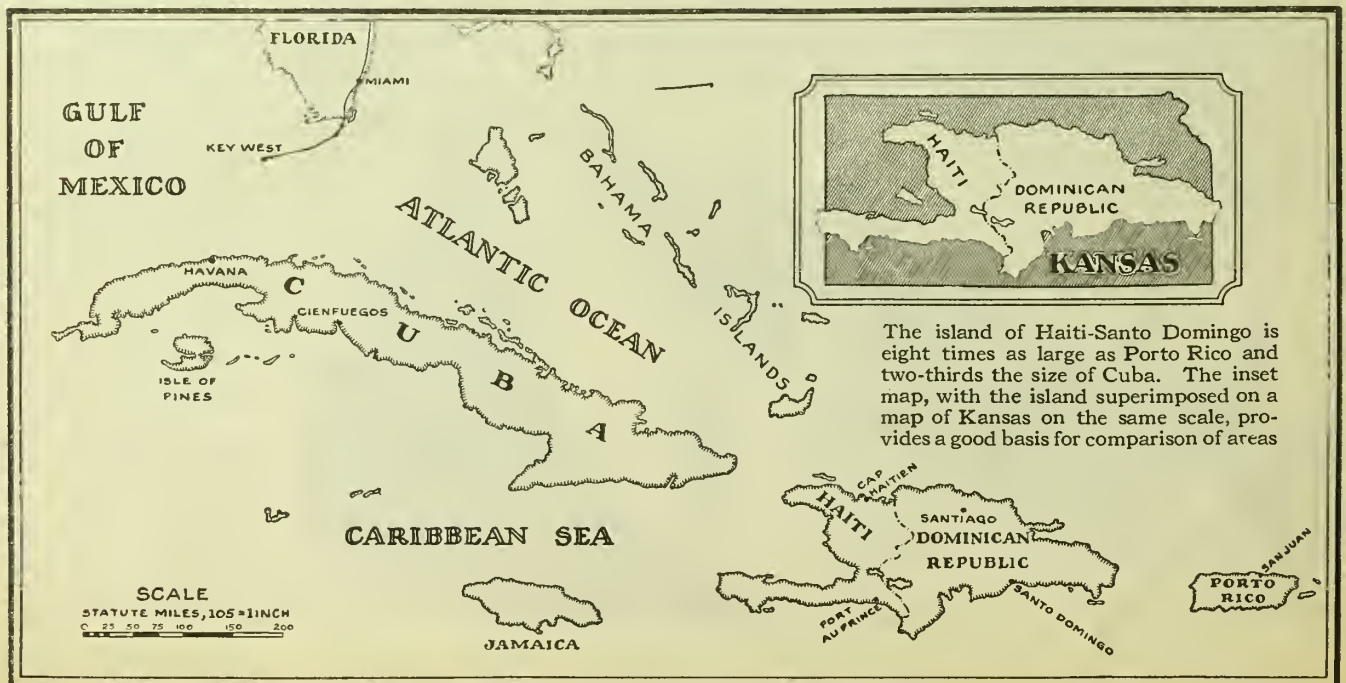 FLORIDA
MIAMI
KEY WEST
GULF
OF
MEXICO
ATLANTIC OCEAN
BAHAMA
ISLANDS
HAVANA
CIENFUEGOS
CUBA
ISLE OF
PINES
HAITI
DOMINICAN
REPUBLIC
KANSAS
The island of Haiti-Santo Domingo is
eight times as large as Porto Rico and
two-thirds the size of Cuba. The inset
map, with the island superimposed on a
map of Kansas on the same scale, pro-
vides a good basis for comparison of areas
CARIBBEAN SEA
CAP
HAITIEN
HAITI
SANTIAGO
DOMINICAN
REPUBLIC
PORT
AU PRINCE
SANTO DOMINGO
SAN JUAN
PORTO
RICO
JAMAICA
SCALE
STATUTE MILES, 105=1 INCH
0 25 50 75 100 150 200